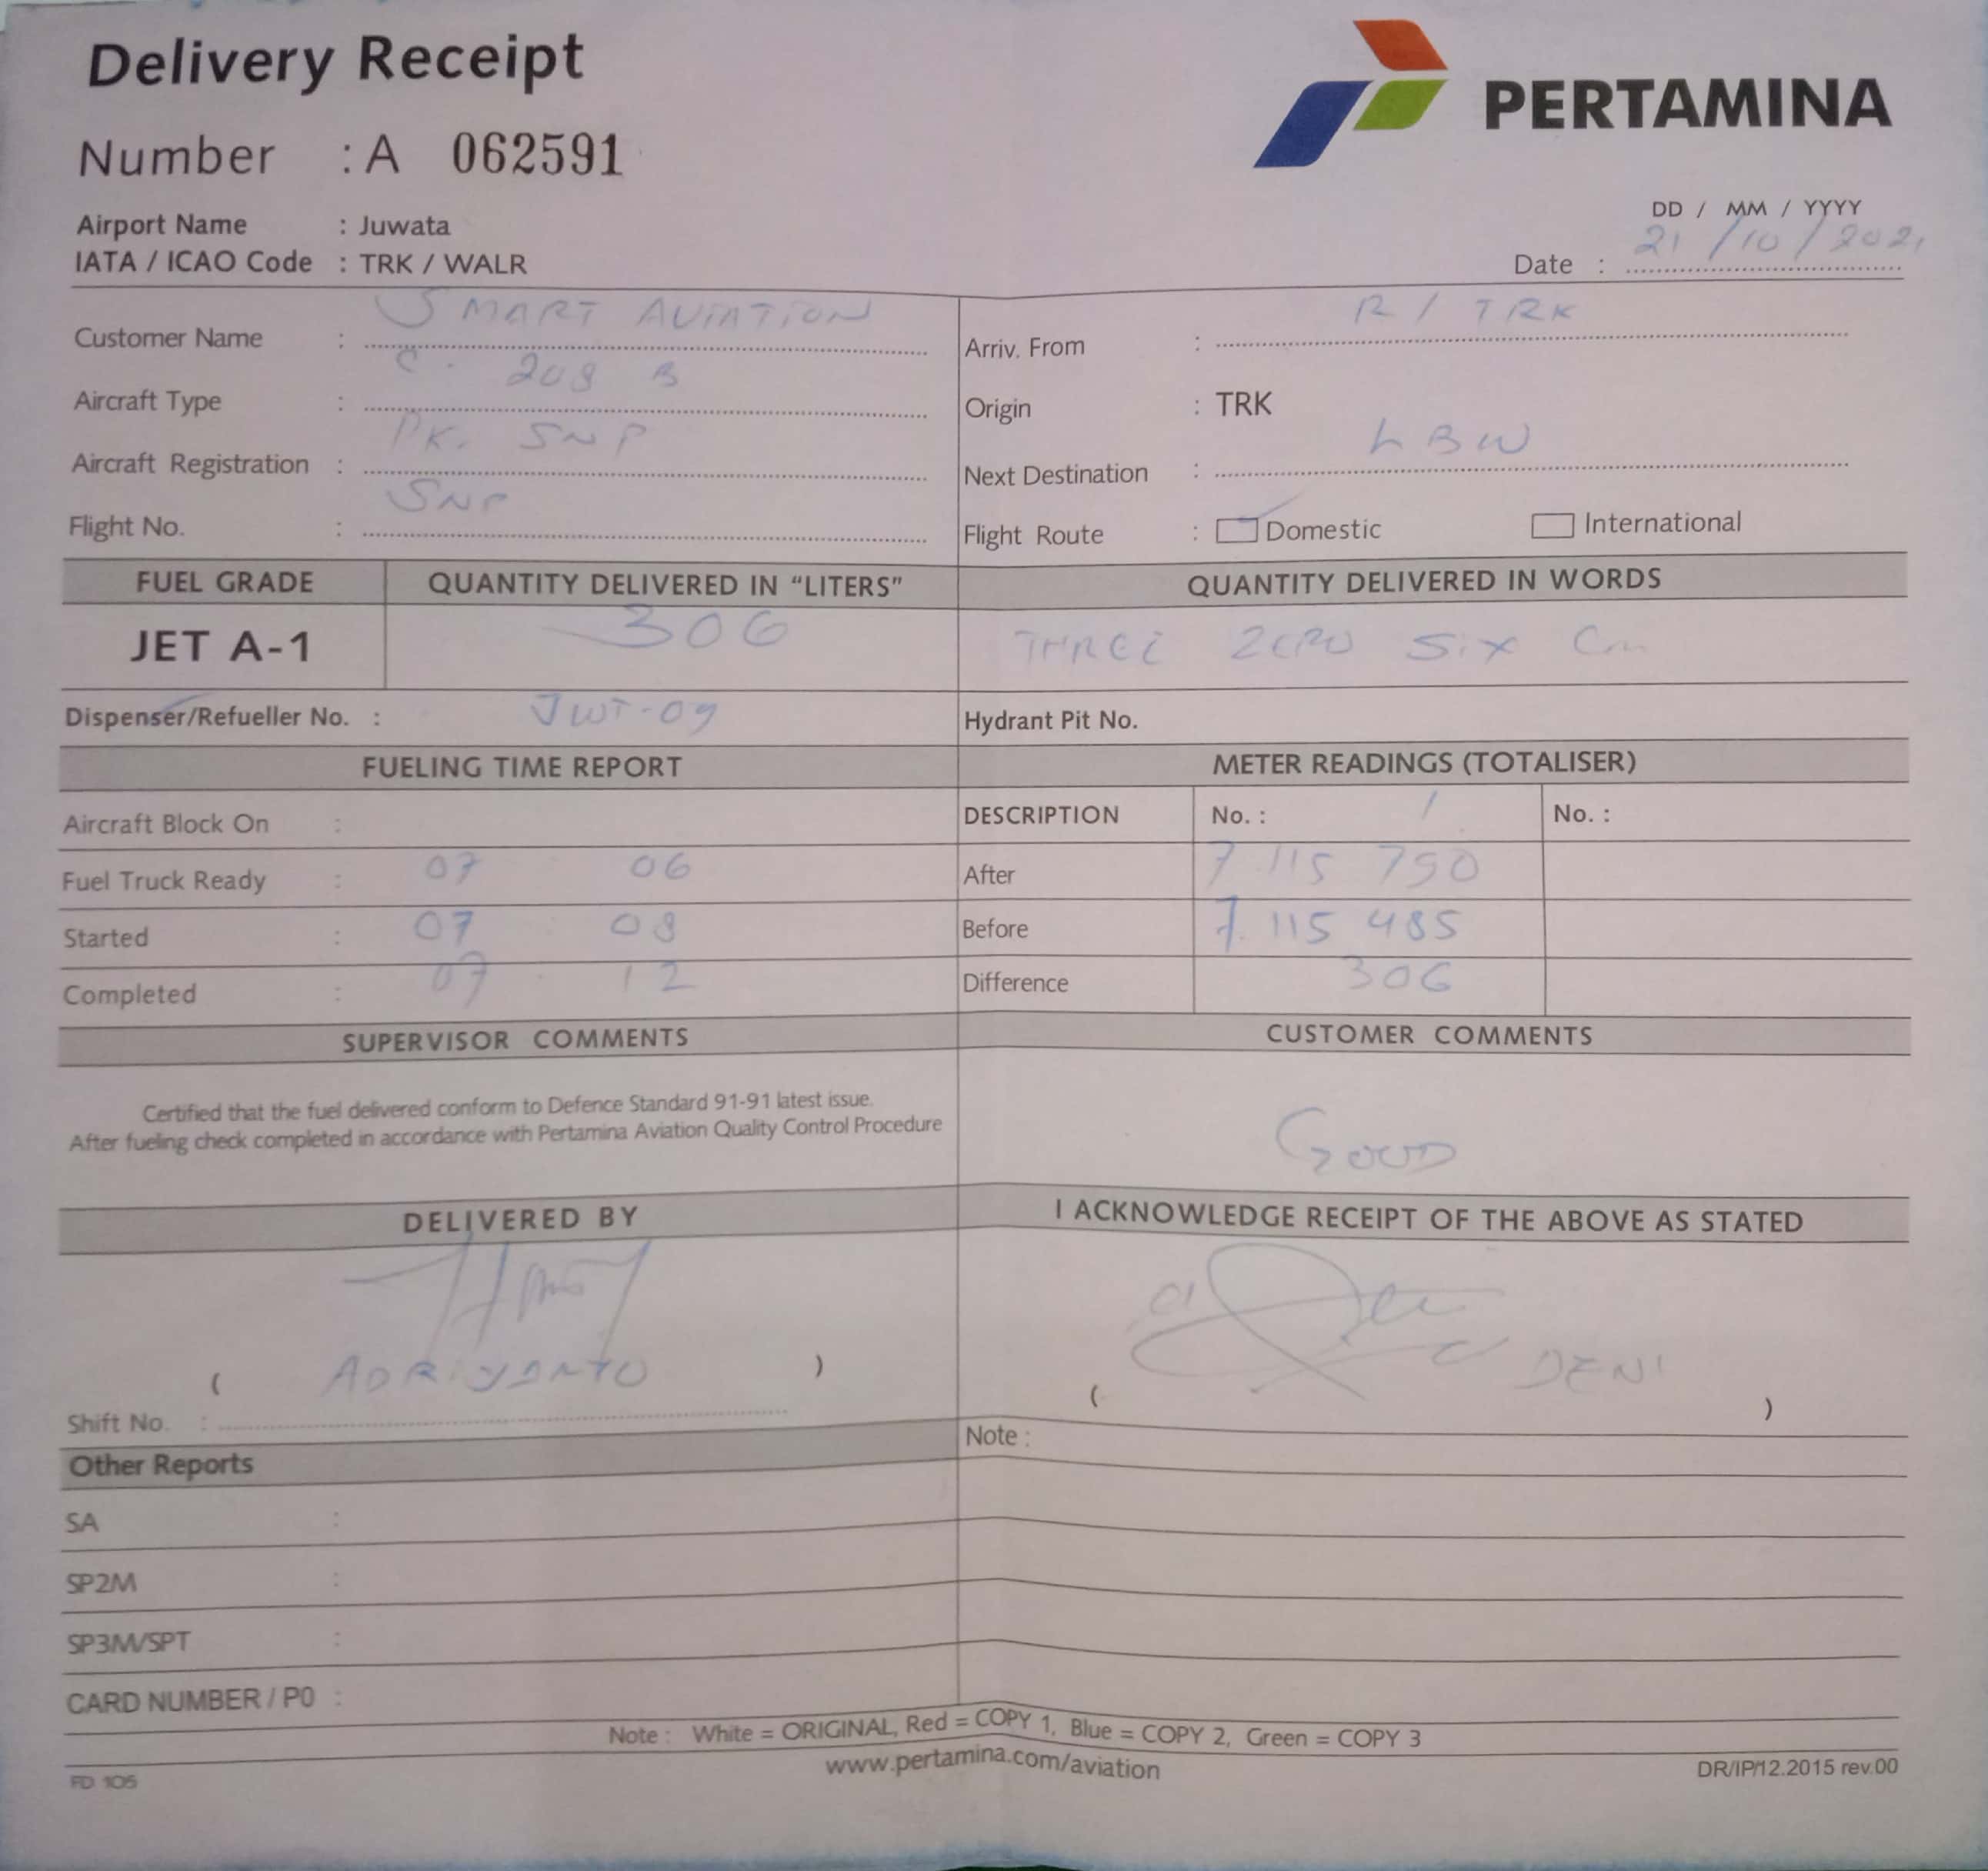 Delivery Receipt
PERTAMINA
Number : A 062591
Airport Name : Juwata
IATA / ICAO Code : TRK / WALR
DD / MM / YYYY
Date : 21 / 10 / 2021
Customer Name : SMART AVIATION
Arriv. From : R / TRK
Aircraft Type : C. 208 B
Origin : TRK
Aircraft Registration : PK. SNP
Next Destination : LBW
Flight No. : SNP
Flight Route : Domestic International
FUEL GRADE QUANTITY DELIVERED IN "LITERS" QUANTITY DELIVERED IN WORDS
JET A-1 306 THREE ZERO SIX
Dispenser/Refueller No. : JWT-09 Hydrant Pit No.
FUELING TIME REPORT METER READINGS (TOTALISER)
Aircraft Block On : DESCRIPTION No. : 1 No. :
Fuel Truck Ready : 07 06 After 7 115 790
Started : 07 08 Before 7. 115 485
Completed : 07 12 Difference 306
SUPERVISOR COMMENTS CUSTOMER COMMENTS
Certified that the fuel delivered conform to Defence Standard 91-91 latest issue.
After fueling check completed in accordance with Pertamina Aviation Quality Control Procedure
GOOD
DELIVERED BY I ACKNOWLEDGE RECEIPT OF THE ABOVE AS STATED
( ADRIYANTO ) ( DENI )
Shift No. :
Note :
Other Reports
SA :
SP2M :
SP3M/SPT :
CARD NUMBER / P0 :
Note : White = ORIGINAL, Red = COPY 1, Blue = COPY 2, Green = COPY 3
www.pertamina.com/aviation
FD 105
DR/IP/12.2015 rev.00